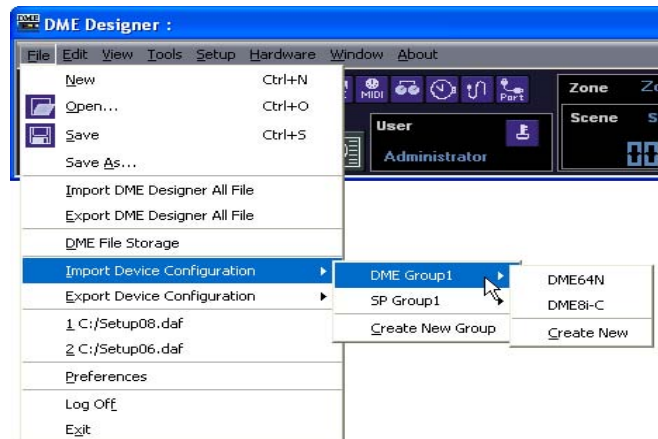 DME Designer :
File Edit View Tools Setup Hardware Window About
New Ctrl+N
Open... Ctrl+O
Save Ctrl+S
Save As...
Import DME Designer All File
Export DME Designer All File
DME File Storage
Import Device Configuration
Export Device Configuration
1 C:/Setup08.daf
2 C:/Setup06.daf
Preferences
Log Off
Exit
MIDI
Port
User
Administrator
Zone
Scene
DME Group1
SP Group1
Create New Group
DME64N
DME8i-C
Create New